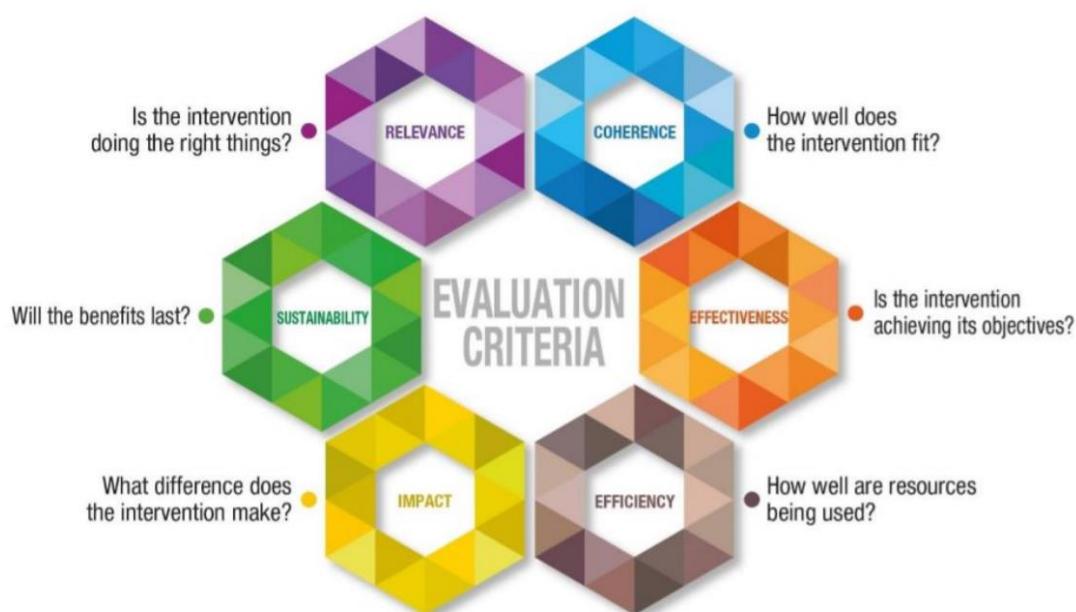 Is the intervention
doing the right things?
RELEVANCE
COHERENCE
How well does
the intervention fit?
Will the benefits last?
SUSTAINABILITY
EVALUATION
CRITERIA
EFFECTIVENESS
Is the intervention
achieving its objectives?
What difference does
the intervention make?
IMPACT
EFFICIENCY
How well are resources
being used?